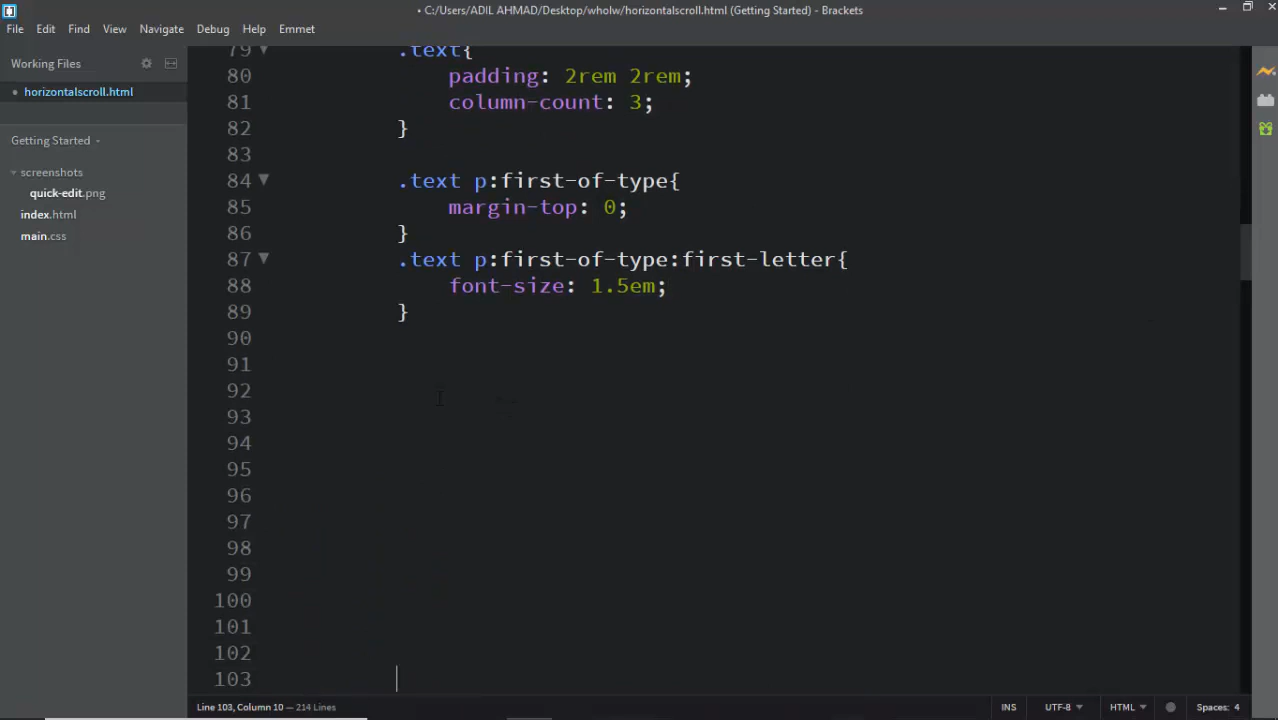 • C:/Users/ADIL AHMAD/Desktop/wholw/horizontalscroll.html (Getting Started) - Brackets
File Edit Find View Navigate Debug Help Emmet
Working Files
• horizontalscroll.html
Getting Started
screenshots
quick-edit.png
index.html
main.css
79 .text{
80 padding: 2rem 2rem;
81 column-count: 3;
82 }
83
84 .text p:first-of-type{
85 margin-top: 0;
86 }
87 .text p:first-of-type:first-letter{
88 font-size: 1.5em;
89 }
90
91
92
93
94
95
96
97
98
99
100
101
102
103
Line 103, Column 10 — 214 Lines
INS UTF-8 HTML Spaces: 4